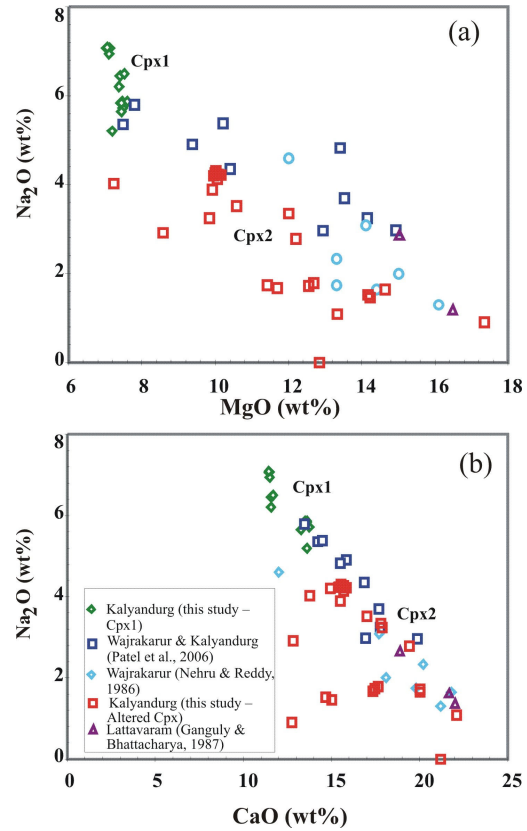 (a)
8
6
4
2
0
Na2O (wt%)
Cpx1
Cpx2
6 8 10 12 14 16 18
MgO (wt%)
(b)
8
6
4
2
0
Na2O (wt%)
Cpx1
Cpx2
Kalyandurg (this study –
Cpx1)
Wajrakarur & Kalyandurg
(Patel et al., 2006)
Wajrakarur (Nehru & Reddy,
1986)
Kalyandurg (this study –
Altered Cpx)
Lattavaram (Ganguly &
Bhattacharya, 1987)
0 5 10 15 20 25
CaO (wt%)